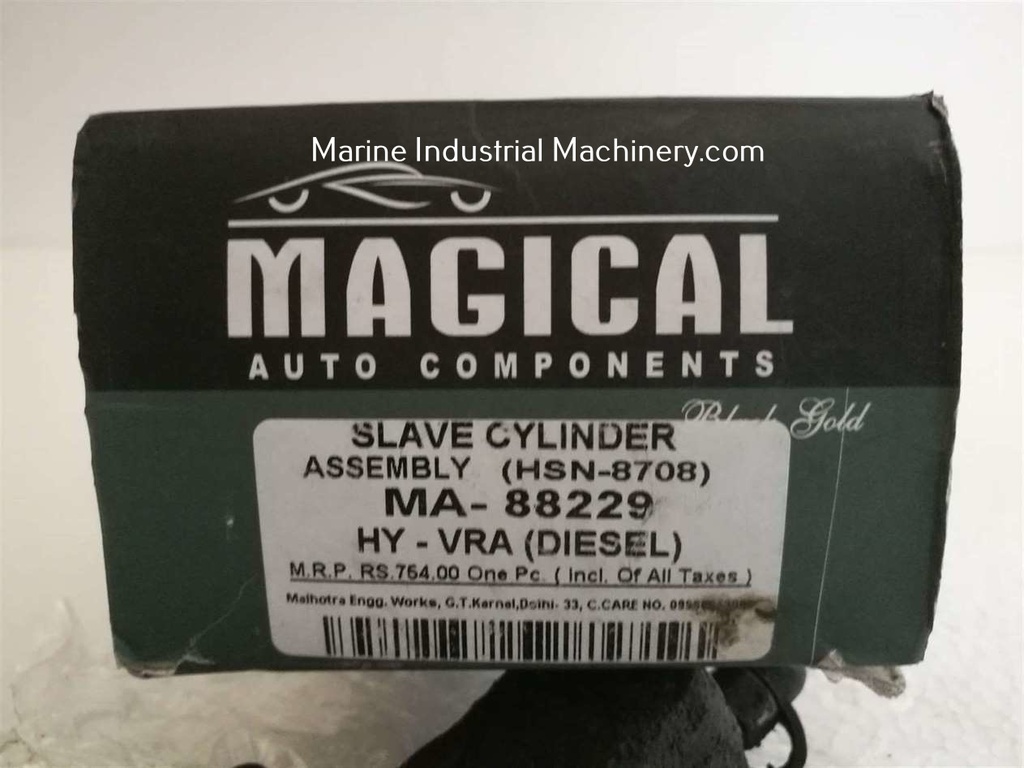 Marine Industrial Machinery.com
MAGICAL
AUTO COMPONENTS
Black Gold
SLAVE CYLINDER
ASSEMBLY (HSN-8708)
MA- 88229
HY - VRA (DIESEL)
M.R.P. RS.764.00 One Pc. ( Incl. Of All Taxes )
Malhotra Engg. Works, G.T.Karnal,Delhi- 33, C.CARE NO.